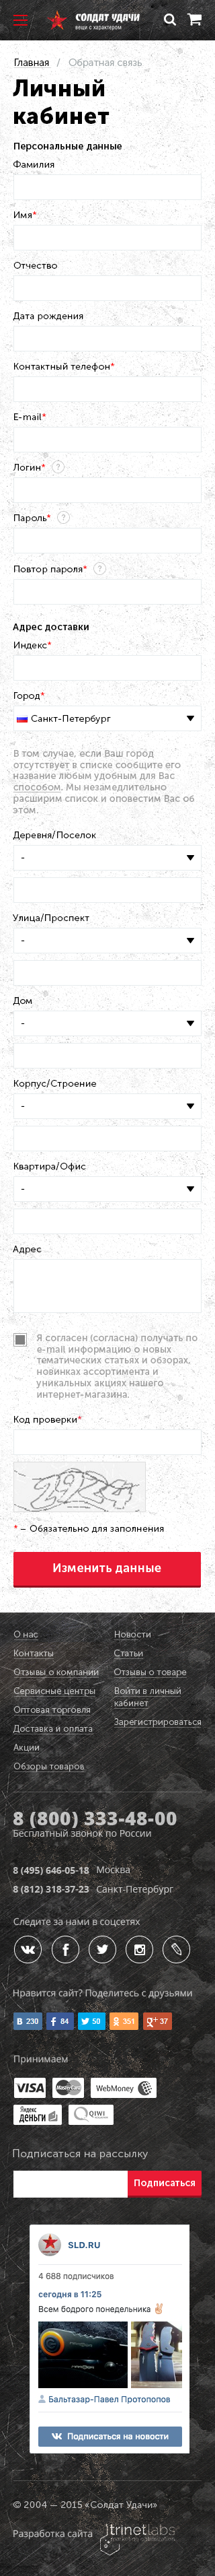 СОЛДАТ УДАЧИ
вещи с характером
Главная / Обратная связь
Личный
кабинет
Персональные данные
Фамилия
Имя*
Отчество
Дата рождения
Контактный телефон*
E-mail*
Логин* ?
Пароль* ?
Повтор пароля* ?
Адрес доставки
Индекс*
Город*
Санкт-Петербург
В том случае, если Ваш город
отсутствует в списке сообщите его
название любым удобным для Вас
способом. Мы незамедлительно
расширим список и оповестим Вас об
этом.
Деревня/Поселок
-
Улица/Проспект
-
Дом
-
Корпус/Строение
-
Квартира/Офис
-
Адрес
Я согласен (согласна) получать по
e-mail информацию о новых
тематических статьях и обзорах,
новинках ассортимента и
уникальных акциях нашего
интернет-магазина.
Код проверки*
2934
* – Обязательно для заполнения
Изменить данные
О нас
Контакты
Отзывы о компании
Сервисные центры
Оптовая торговля
Доставка и оплата
Акции
Обзоры товаров
Новости
Статьи
Отзывы о товаре
Войти в личный
кабинет
Зарегистрироваться
8 (800) 333-48-00
Бесплатный звонок по России
8 (495) 646-05-18 Москва
8 (812) 318-37-23 Санкт-Петербург
Следите за нами в соцсетях
Нравится сайт? Поделитесь с друзьями
230 84 50 351 37
Принимаем
VISA MasterCard WebMoney
Яндекс деньги QIWI
Подписаться на рассылку
Подписаться
SLD.RU
4 688 подписчиков
сегодня в 11:25
Всем бодрого понедельника
Бальтазар-Павел Протопопов
Подписаться на новости
© 2004 — 2015 «Солдат Удачи»
Разработка сайта trinetlabs